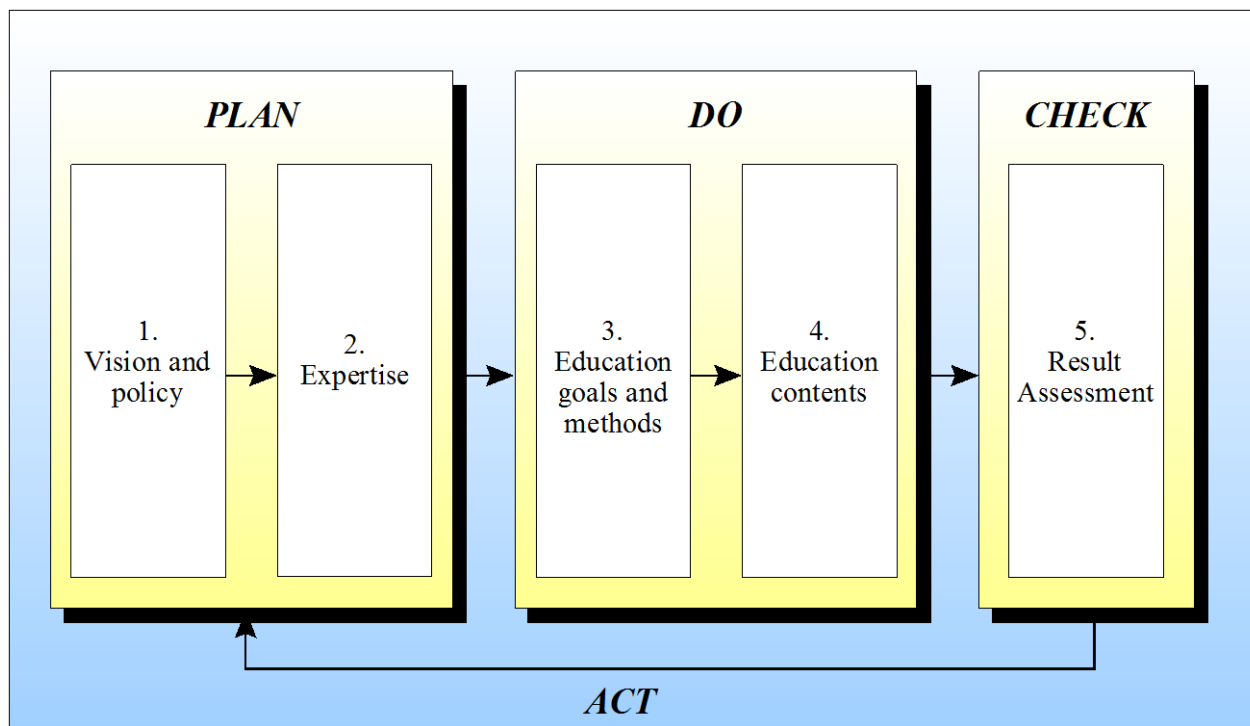 PLAN
1.
Vision and
policy
2.
Expertise
DO
3.
Education
goals and
methods
4.
Education
contents
CHECK
5.
Result
Assessment
ACT